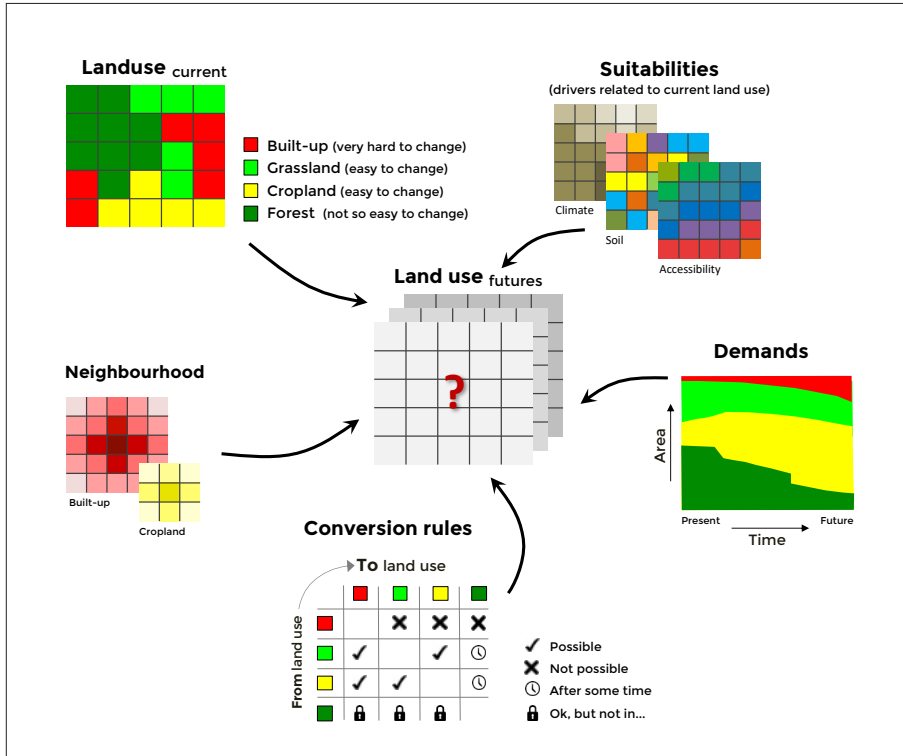 Landuse current
Suitabilities
(drivers related to current land use)
Built-up (very hard to change)
Grassland (easy to change)
Cropland (easy to change)
Forest (not so easy to change)
Climate
Soil
Accessibility
Land use futures
?
Neighbourhood
Built-up
Cropland
Demands
Area
Present
Future
Time
Conversion rules
To land use
From land use
Possible
Not possible
After some time
Ok, but not in...